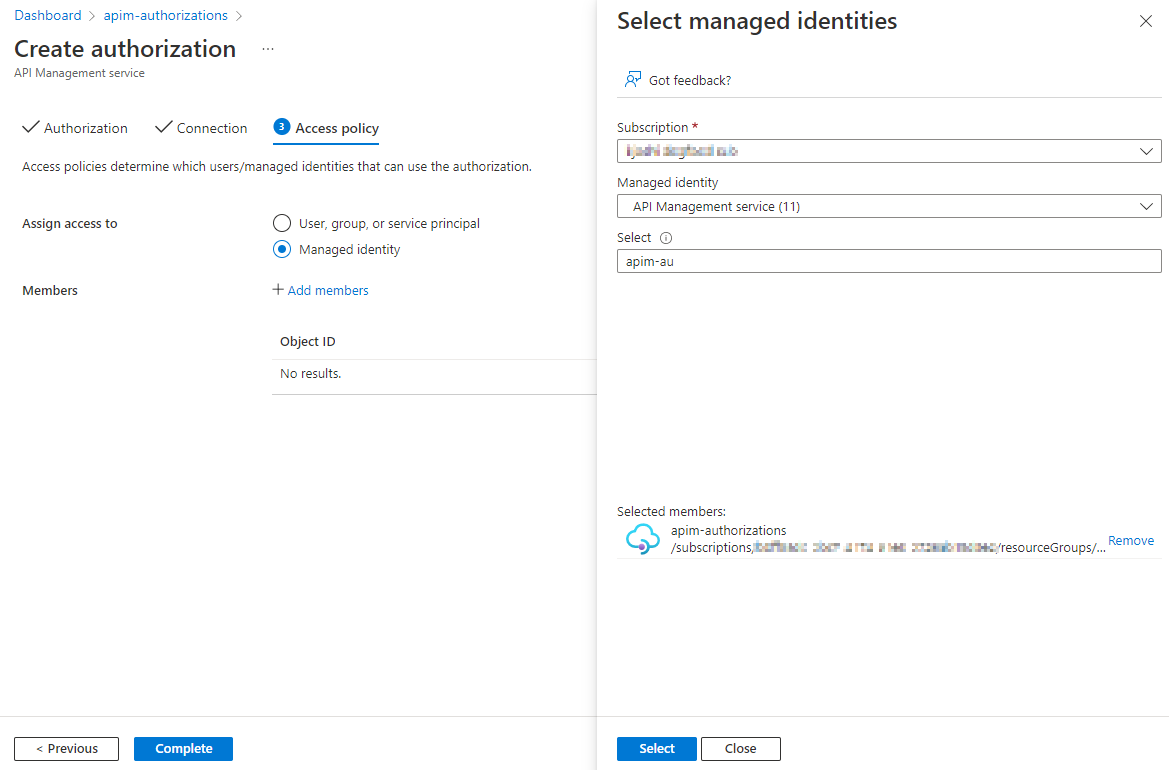 Dashboard > apim-authorizations >
Create authorization ...
API Management service
Authorization Connection 3 Access policy
Access policies determine which users/managed identities that can use the authorization.
Assign access to
User, group, or service principal
Managed identity
Members
+ Add members
Object ID
No results.
< Previous
Complete
Select managed identities
Got feedback?
Subscription *
Managed identity
API Management service (11)
Select
apim-au
Selected members:
apim-authorizations
/subscriptions/ /resourceGroups/...
Remove
Select
Close